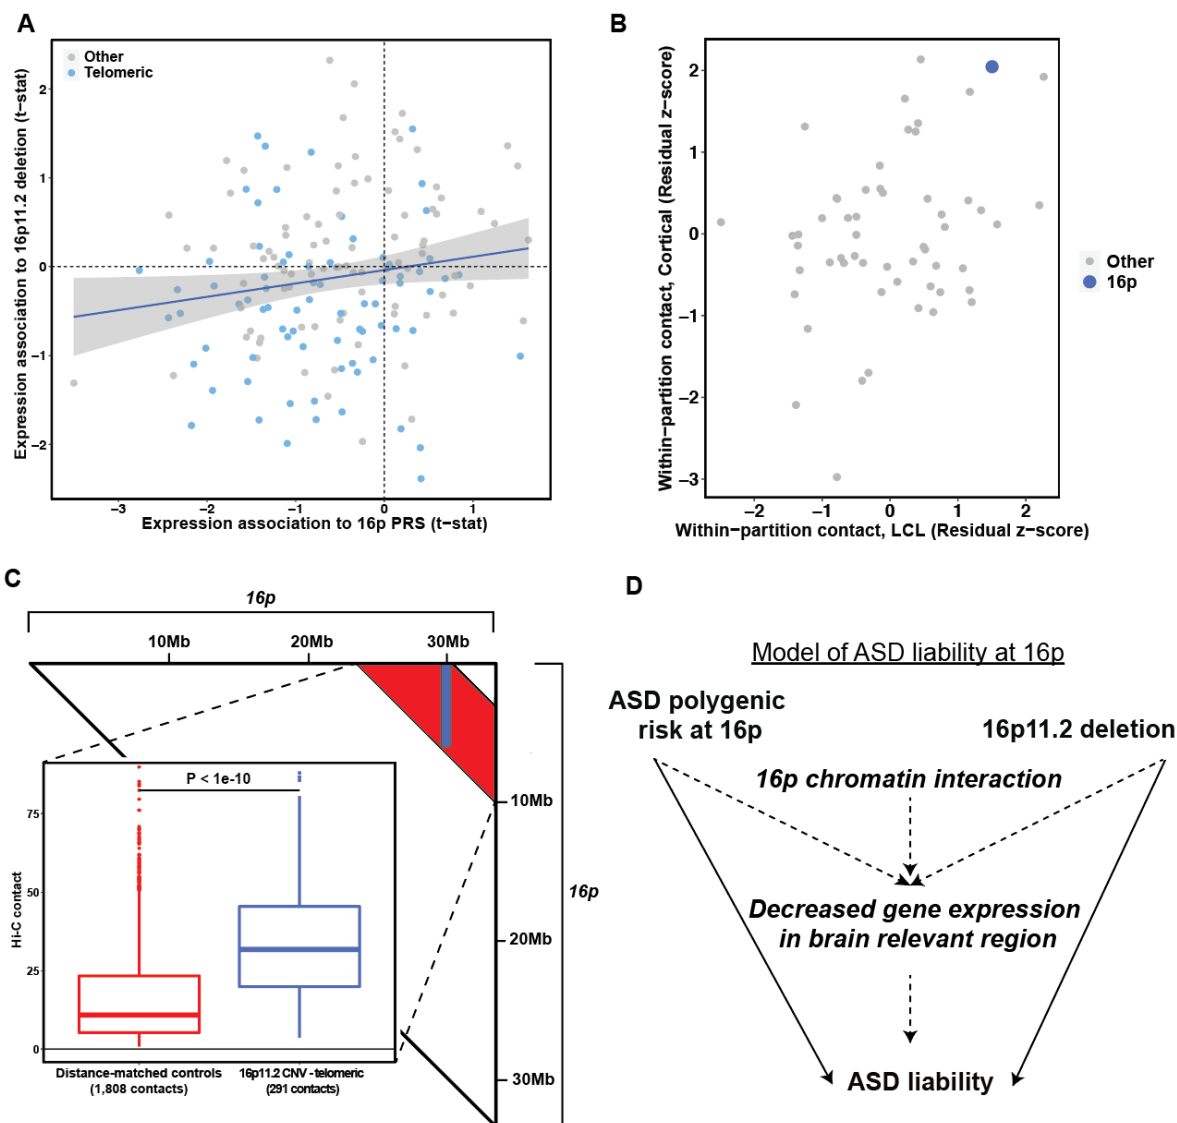 A
Other
Telomeric
Expression association to 16p11.2 deletion (t−stat)
2
1
0
−1
−2
−3
−2
−1
0
1
Expression association to 16p PRS (t−stat)
B
Within−partition contact, Cortical (Residual z−score)
2
1
0
−1
−2
−3
−2
−1
0
1
2
Within−partition contact, LCL (Residual z−score)
Other
16p
C
16p
10Mb
20Mb
30Mb
P < 1e-10
75
50
25
0
Hi-C contact
Distance-matched controls
(1,808 contacts)
16p11.2 CNV - telomeric
(291 contacts)
10Mb
20Mb
30Mb
16p
D
Model of ASD liability at 16p
ASD polygenic
risk at 16p
16p11.2 deletion
16p chromatin interaction
Decreased gene expression
in brain relevant region
ASD liability